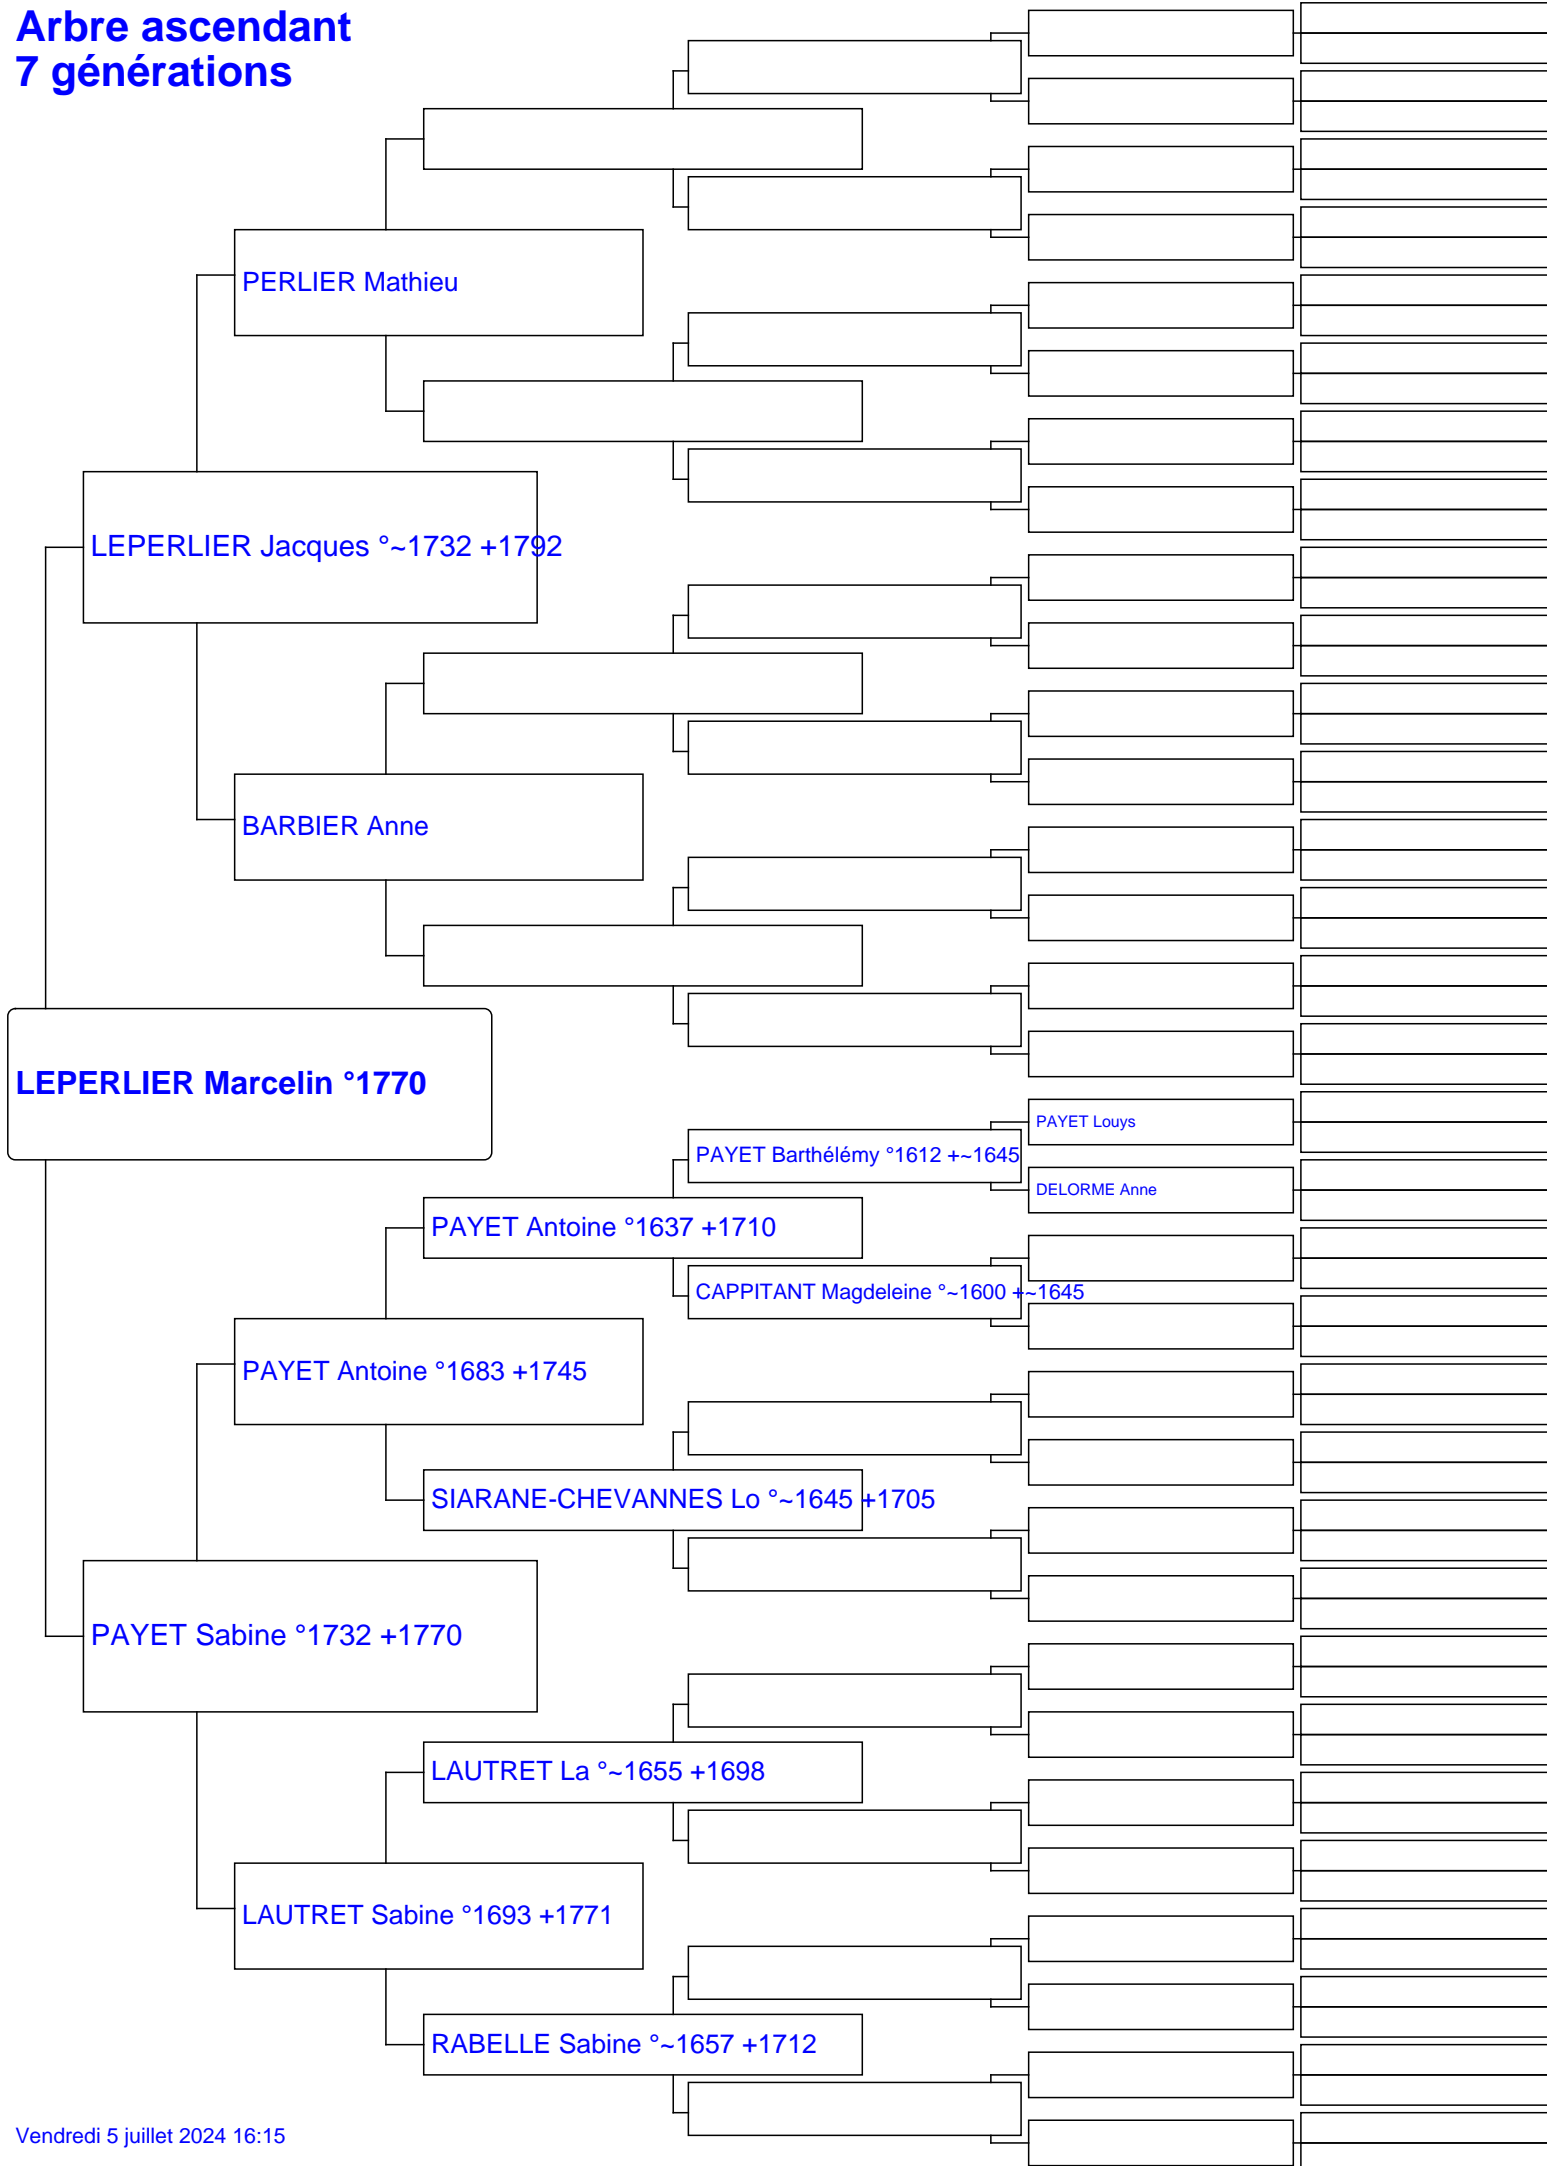 Arbre ascendant
7 générations
PERLIER Mathieu
LEPERLIER Jacques °~1732 +1792
BARBIER Anne
LEPERLIER Marcelin °1770
PAYET Louys
PAYET Barthélémy °1612 +~1645
DELORME Anne
PAYET Antoine °1637 +1710
CAPPITANT Magdeleine °~1600 +~1645
PAYET Antoine °1683 +1745
SIARANE-CHEVANNES Lo °~1645 +1705
PAYET Sabine °1732 +1770
LAUTRET La °~1655 +1698
LAUTRET Sabine °1693 +1771
RABELLE Sabine °~1657 +1712
Vendredi 5 juillet 2024 16:15